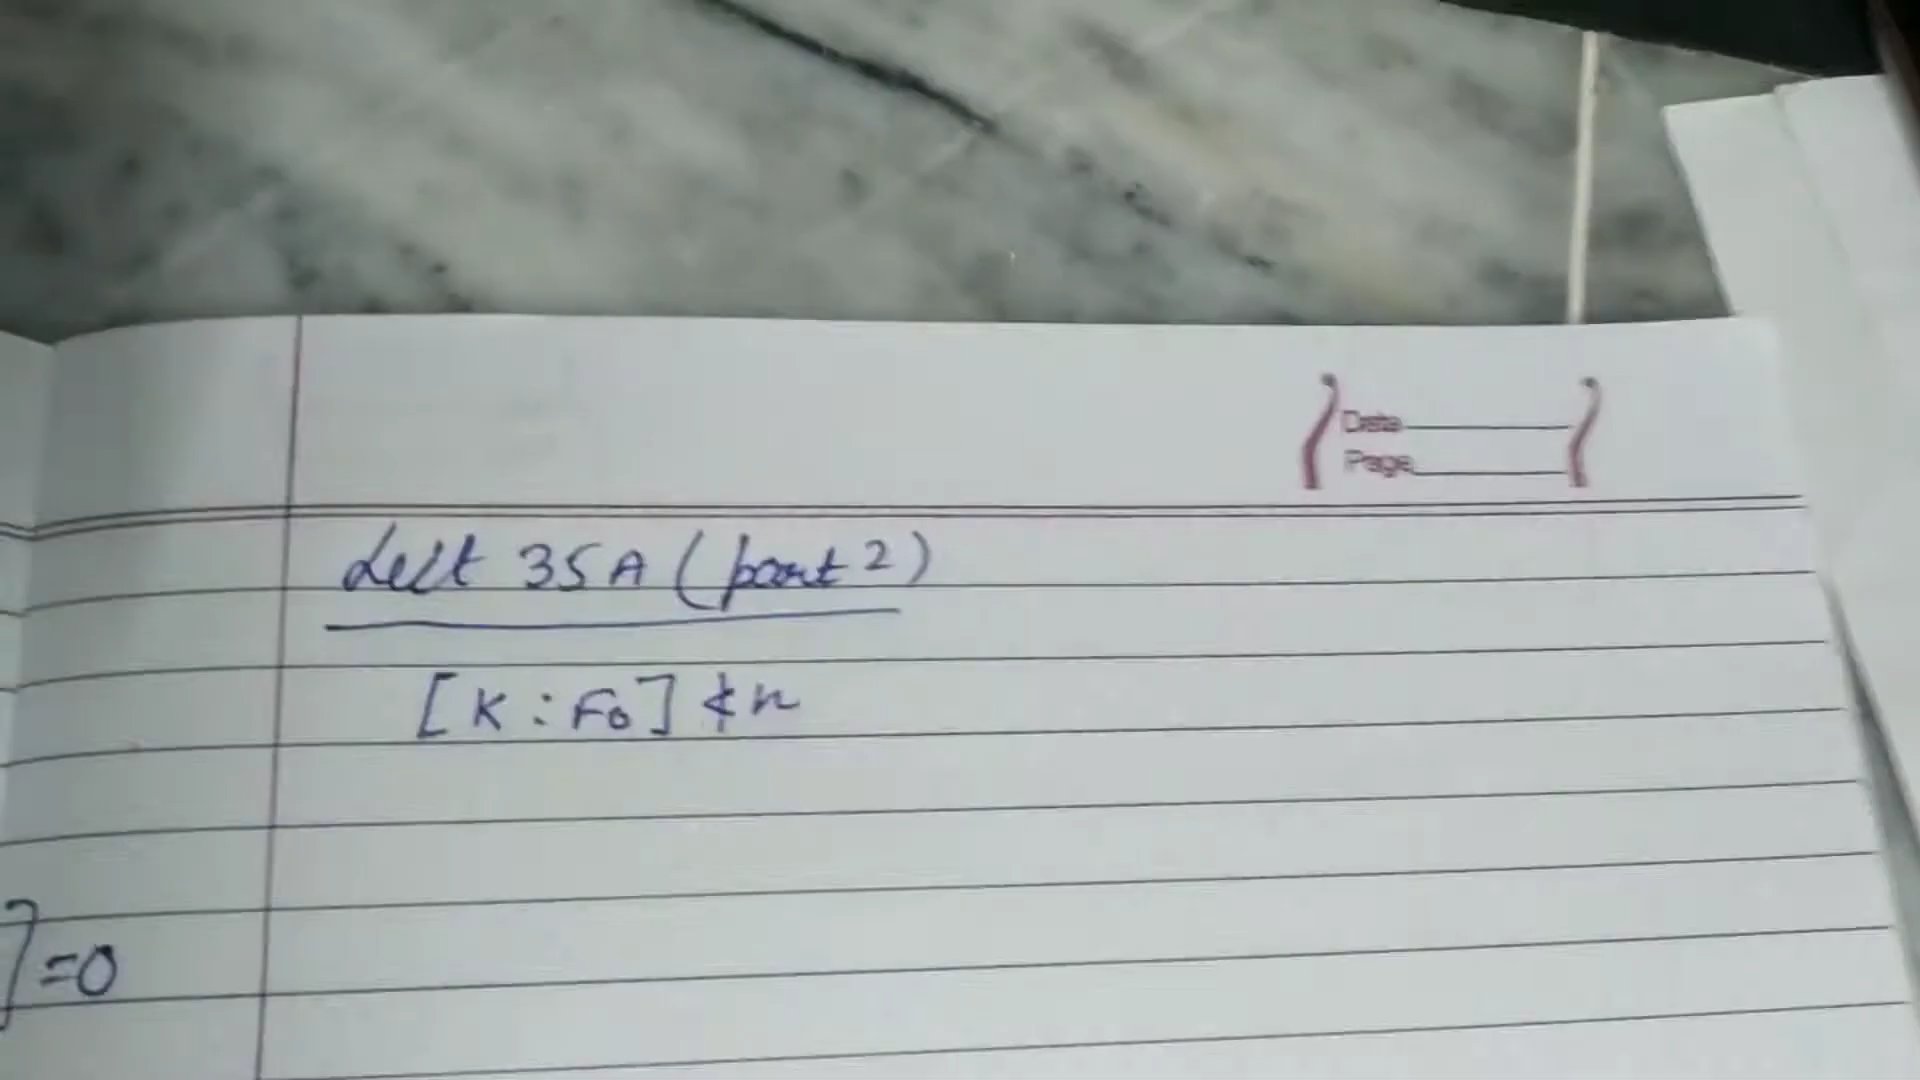 Date
Page
Lect 35A (part 2)
[K : F0] ≮ n
] = 0